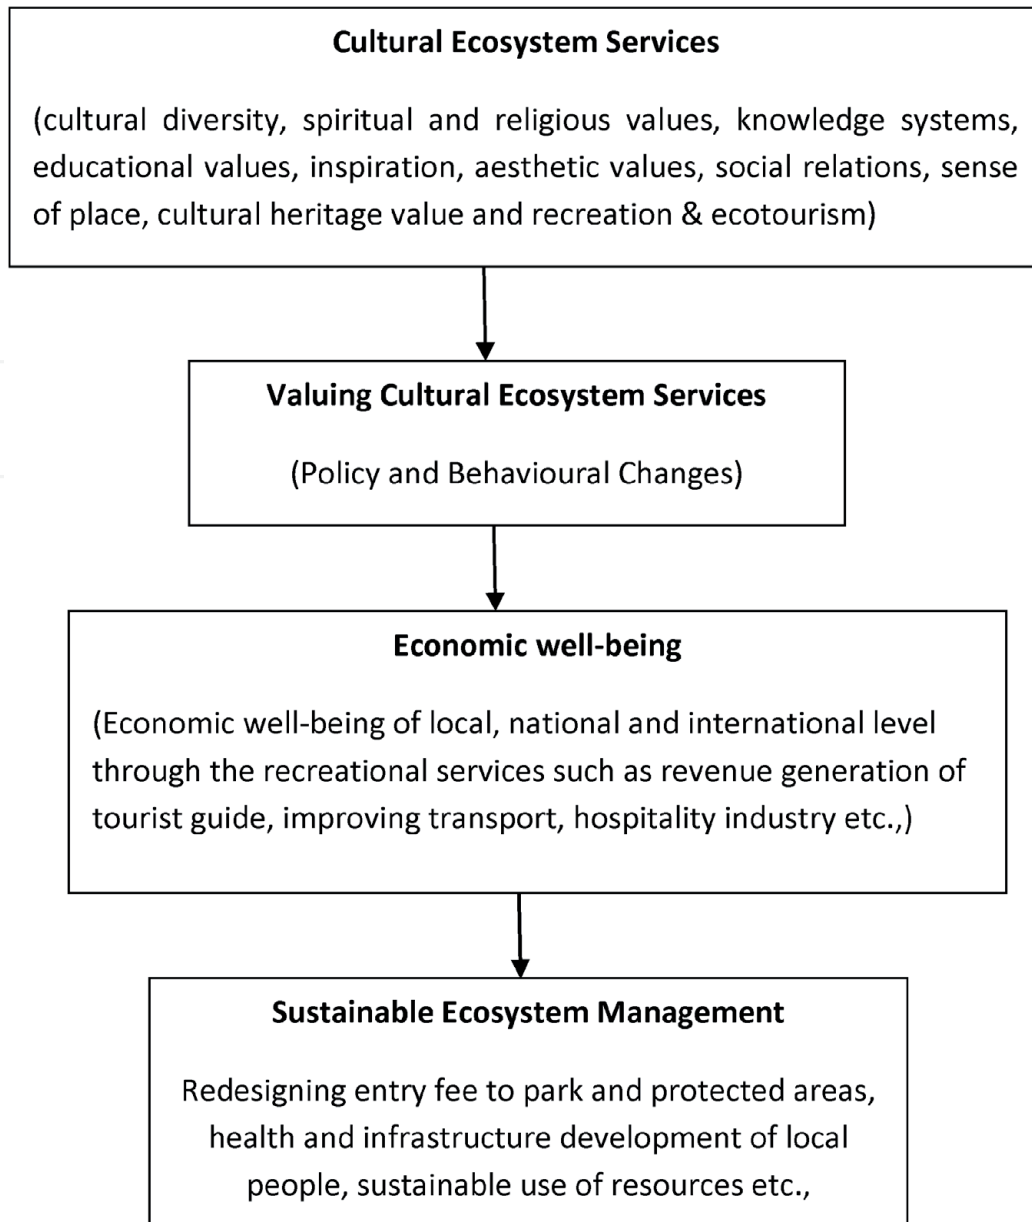 Cultural Ecosystem Services
(cultural diversity, spiritual and religious values, knowledge systems,
educational values, inspiration, aesthetic values, social relations, sense
of place, cultural heritage value and recreation & ecotourism)
Valuing Cultural Ecosystem Services
(Policy and Behavioural Changes)
Economic well-being
(Economic well-being of local, national and international level
through the recreational services such as revenue generation of
tourist guide, improving transport, hospitality industry etc.,)
Sustainable Ecosystem Management
Redesigning entry fee to park and protected areas,
health and infrastructure development of local
people, sustainable use of resources etc.,